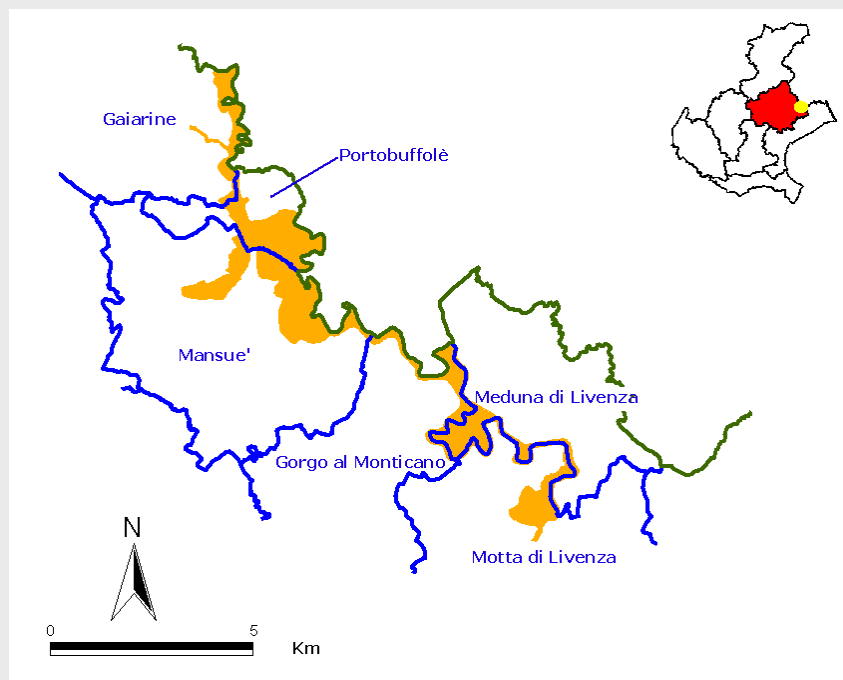 Gaiarine
Portobuffolè
Mansue'
Meduna di Livenza
Gorgo al Monticano
Motta di Livenza
N
0 5
Km